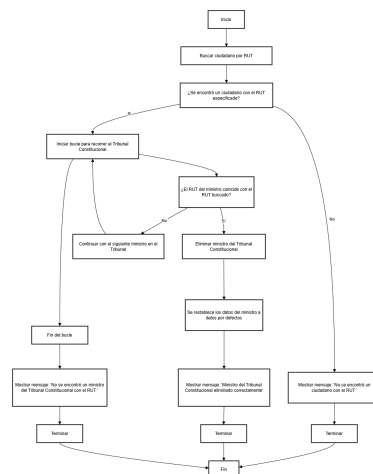 Inicio
Buscar ciudadano por RUT
¿Se encontró un ciudadano con el RUT
especificado?
Si
Iniciar bucle para recorrer el Tribunal
Constitucional
¿El RUT del ministro coincide con el
RUT buscado?
No
Si
No
Continuar con el siguiente ministro en el
Tribunal
Eliminar ministro del Tribunal
Constitucional
Se restablece los datos del ministro a
datos por defectos
Fin del bucle
Mostrar mensaje: 'No se encontró un ministro
del Tribunal Constitucional con el RUT '
Mostrar mensaje: 'Ministro del Tribunal
Constitucional eliminado correctamente'
Mostrar mensaje: 'No se encontró un
ciudadano con el RUT '
Terminar
Terminar
Terminar
Fin